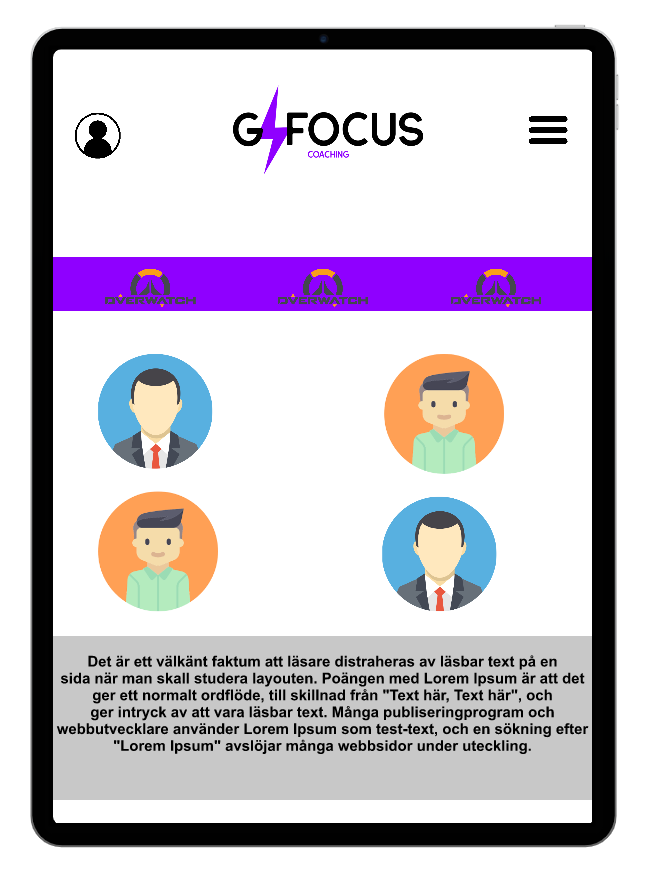 G FOCUS
COACHING
OVERWATCH OVERWATCH OVERWATCH
Det är ett välkänt faktum att läsare distraheras av läsbar text på en
sida när man skall studera layouten. Poängen med Lorem Ipsum är att det
ger ett normalt ordflöde, till skillnad från "Text här, Text här", och
ger intryck av att vara läsbar text. Många publiseringprogram och
webbutvecklare använder Lorem Ipsum som test-text, och en sökning efter
"Lorem Ipsum" avslöjar många webbsidor under uteckling.